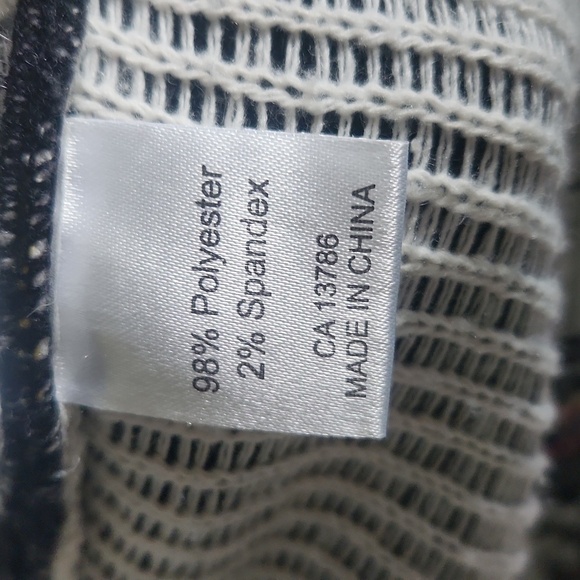 98% Polyester
2% Spandex
CA 13786
MADE IN CHINA